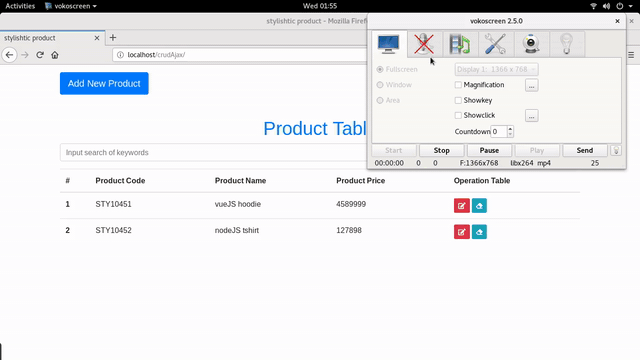 Activities vokoscreen Wed 01:55
stylishtic product - Mozilla Firef
vokoscreen 2.5.0
stylishtic product
localhost/crudAjax/
Add New Product
Product Tabl
Input search of keywords
# Product Code Product Name Product Price Operation Table
1 STY10451 vueJS hoodie 4589999
2 STY10452 nodeJS tshirt 127898
Fullscreen Display 1: 1366 x 768
Window Magnification ...
Area Showkey
Showclick ...
Countdown 0
Start Stop Pause Play Send
00:00:00 0 0 F:1366x768 libx264 mp4 25